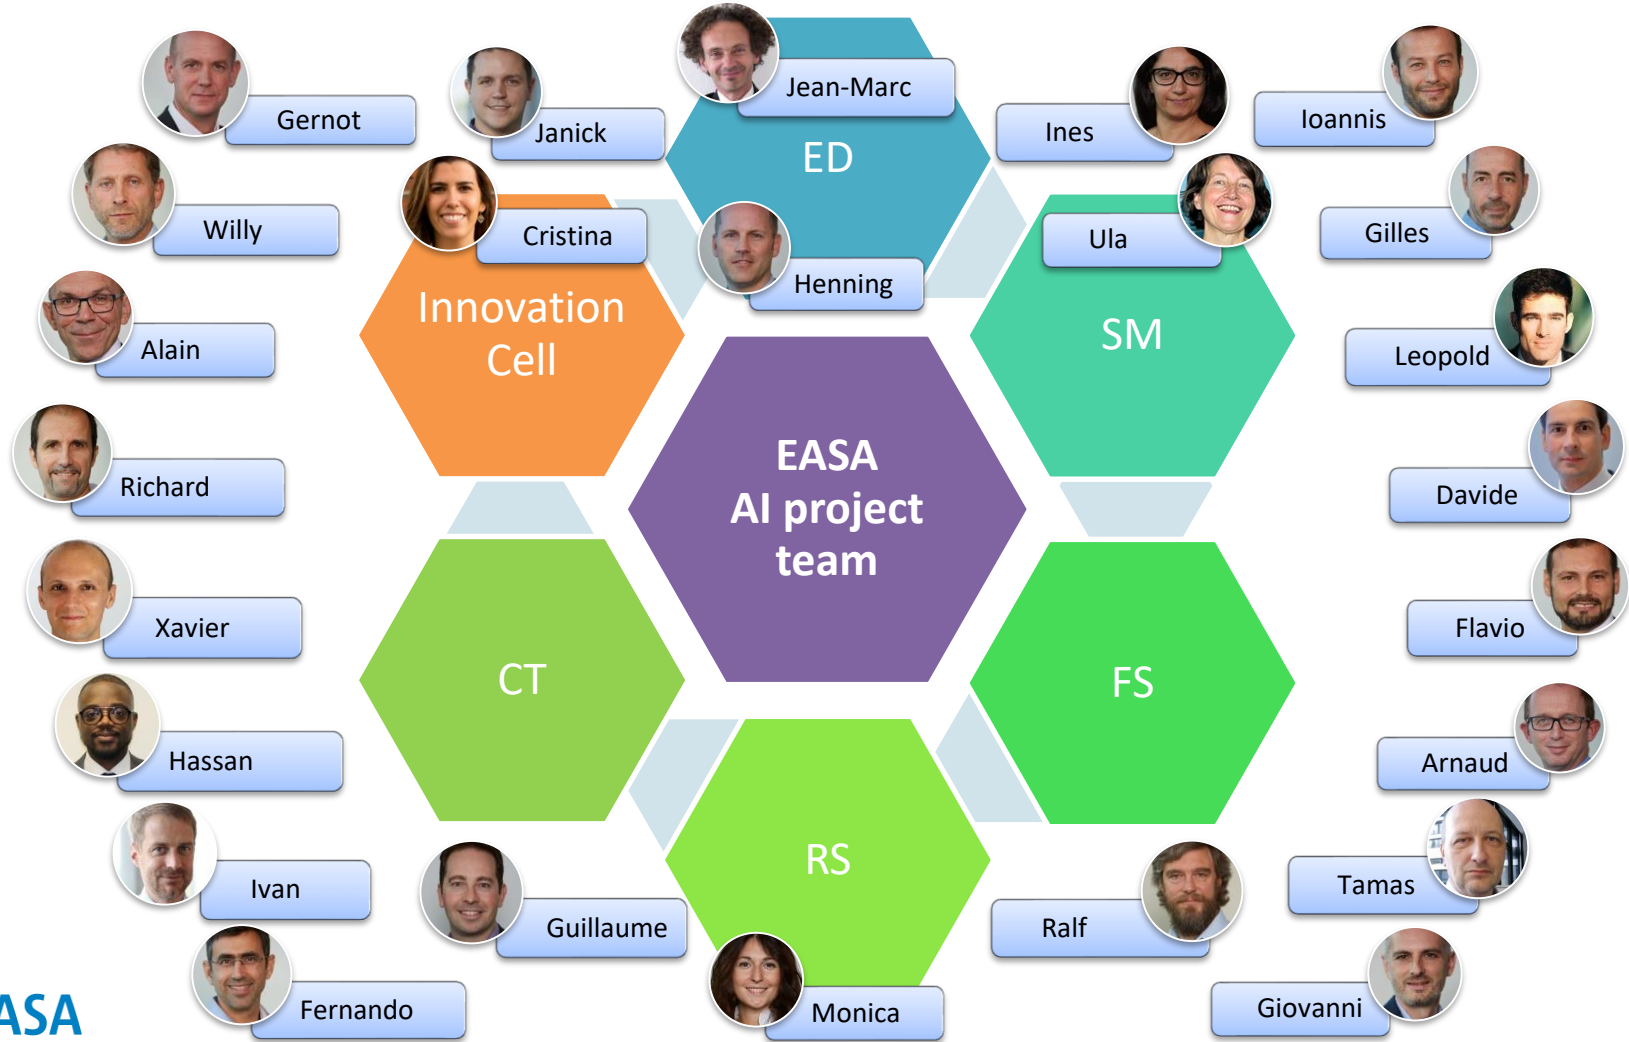 Jean-Marc
Gernot
Janick
Ines
Ioannis
ED
Willy
Cristina
Ula
Gilles
Henning
Innovation
Cell
SM
Alain
Leopold
EASA
AI project
team
Richard
Davide
Xavier
Flavio
CT
FS
Hassan
Arnaud
RS
Ivan
Tamas
Guillaume
Ralf
Fernando
Monica
Giovanni
ASA